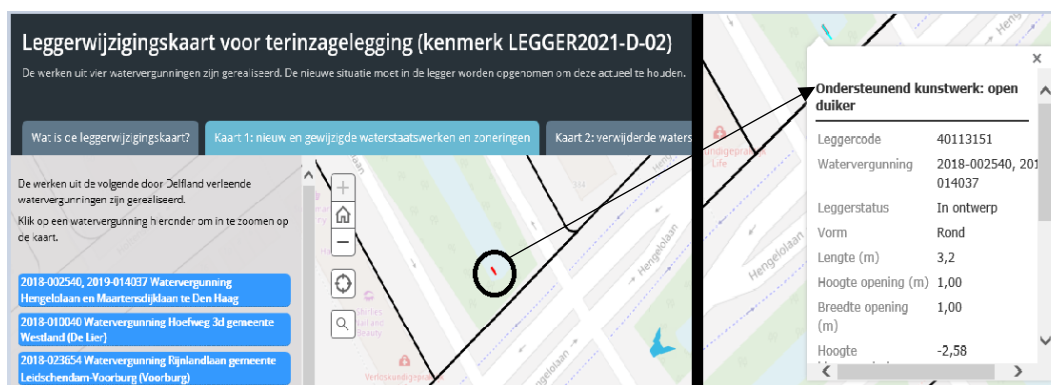 Leggerwijzigingskaart voor terinzagelegging (kenmerk LEGGER2021-D-02)
De werken uit vier watervergunningen zijn gerealiseerd. De nieuwe situatie moet in de legger worden opgenomen om deze actueel te houden.
Wat is de leggerwijzigingskaart?
Kaart 1: nieuw en gewijzigde waterstaatswerken en zoneringen
Kaart 2: verwijderde waters
De werken uit de volgende door Delfland verleende
watervergunningen zijn gerealiseerd.
Klik op een watervergunning hieronder om in te zoomen op
de kaart.
2018-002540, 2019-014037 Watervergunning
Hengelolaan en Maartensdijklaan te Den Haag
2018-010040 Watervergunning Hoefweg 3d gemeente
Westland (De Lier)
2018-023654 Watervergunning Rijnlandlaan gemeente
Leidschendam-Voorburg (Voorburg)
344
Hengelolaan
Beauty
Verloskundigeprakt
Life
Hengelolaan
Heng
x
Ondersteunend kunstwerk: open
duiker
Leggercode 40113151
Watervergunning 2018-002540, 201
014037
Leggerstatus In ontwerp
Vorm Rond
Lengte (m) 3,2
Hoogte opening (m) 1,00
Breedte opening 1,00
(m)
Hoogte -2,58